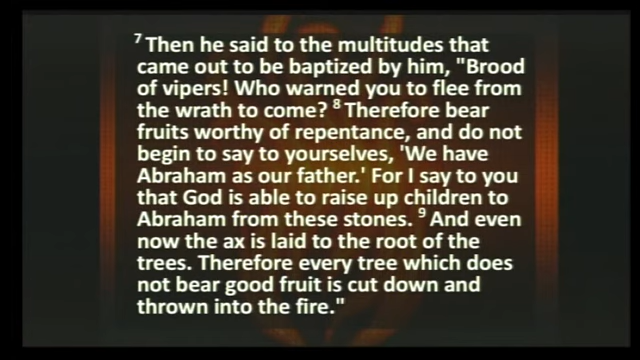 ⁷ Then he said to the multitudes that
came out to be baptized by him, "Brood
of vipers! Who warned you to flee from
the wrath to come? ⁸ Therefore bear
fruits worthy of repentance, and do not
begin to say to yourselves, 'We have
Abraham as our father.' For I say to you
that God is able to raise up children to
Abraham from these stones. ⁹ And even
now the ax is laid to the root of the
trees. Therefore every tree which does
not bear good fruit is cut down and
thrown into the fire."